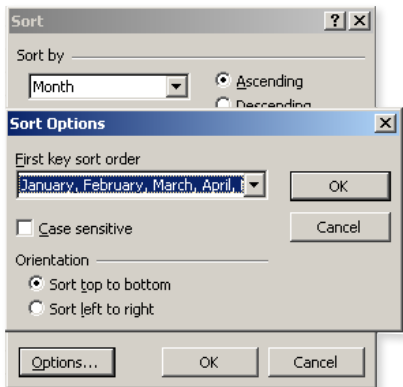 Sort
Sort by
Month
Ascending
Descending
Sort Options
First key sort order
January, February, March, April,
OK
Case sensitive
Cancel
Orientation
Sort top to bottom
Sort left to right
Options...
OK
Cancel